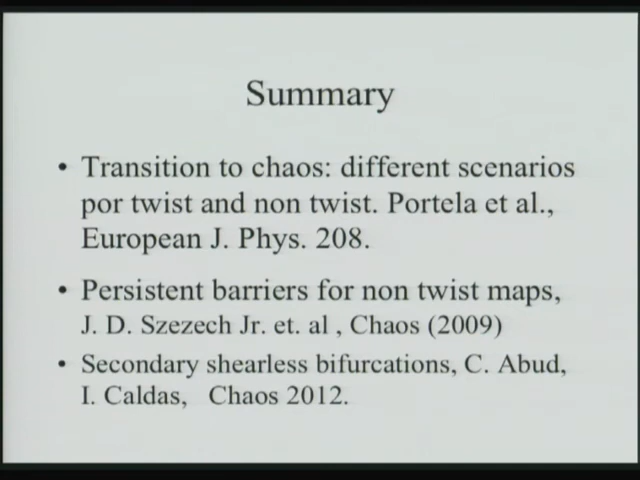 Summary
• Transition to chaos: different scenarios
por twist and non twist. Portela et al.,
European J. Phys. 208.
• Persistent barriers for non twist maps,
J. D. Szezech Jr. et. al , Chaos (2009)
• Secondary shearless bifurcations, C. Abud,
I. Caldas, Chaos 2012.